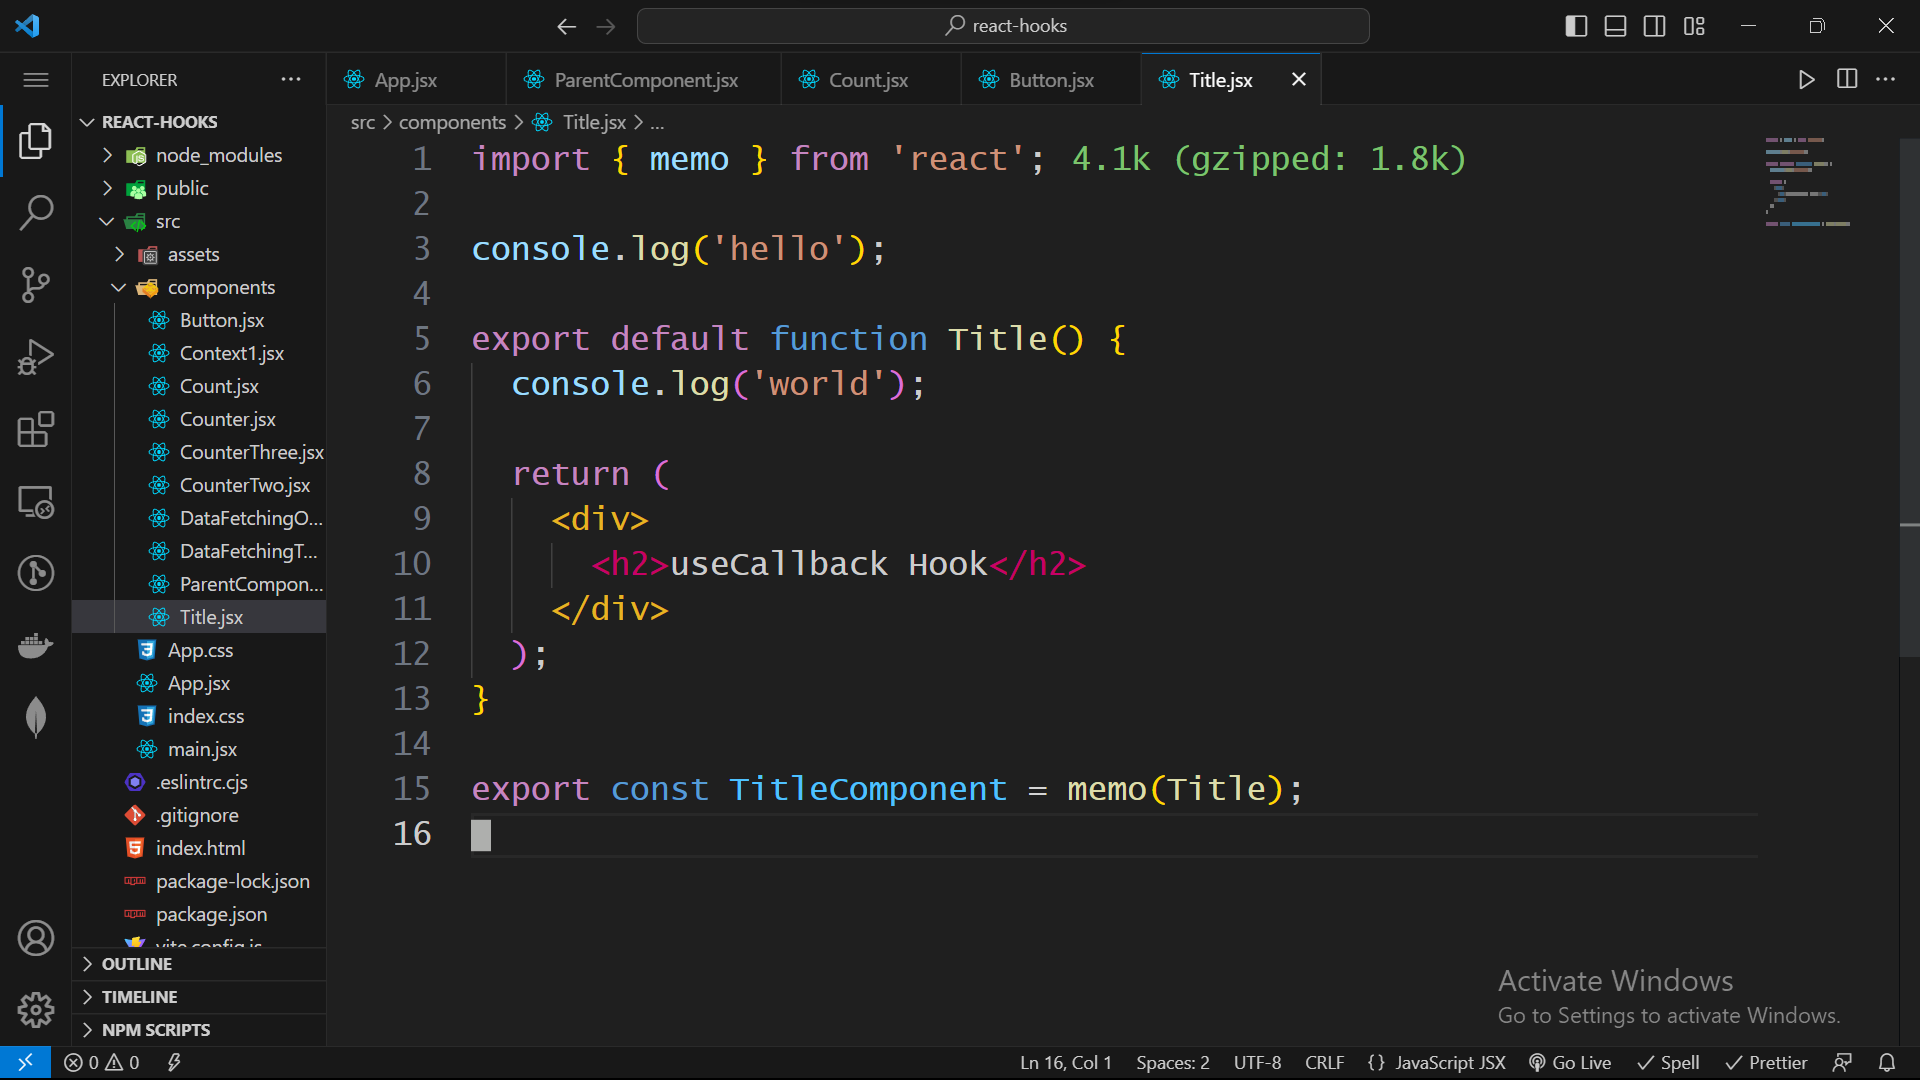 react-hooks
EXPLORER
App.jsx
ParentComponent.jsx
Count.jsx
Button.jsx
Title.jsx
src > components > Title.jsx > ...
REACT-HOOKS
node_modules
public
src
assets
components
Button.jsx
Context1.jsx
Count.jsx
Counter.jsx
CounterThree.jsx
CounterTwo.jsx
DataFetchingO...
DataFetchingT...
ParentCompon...
Title.jsx
App.css
App.jsx
index.css
main.jsx
.eslintrc.cjs
.gitignore
index.html
package-lock.json
package.json
vite.config.js
OUTLINE
TIMELINE
NPM SCRIPTS
1 import { memo } from 'react'; 4.1k (gzipped: 1.8k)
2
3 console.log('hello');
4
5 export default function Title() {
6 console.log('world');
7
8 return (
9 <div>
10 <h2>useCallback Hook</h2>
11 </div>
12 );
13 }
14
15 export const TitleComponent = memo(Title);
16
Activate Windows
Go to Settings to activate Windows.
0 0
Ln 16, Col 1
Spaces: 2
UTF-8
CRLF
{} JavaScript JSX
Go Live
Spell
Prettier